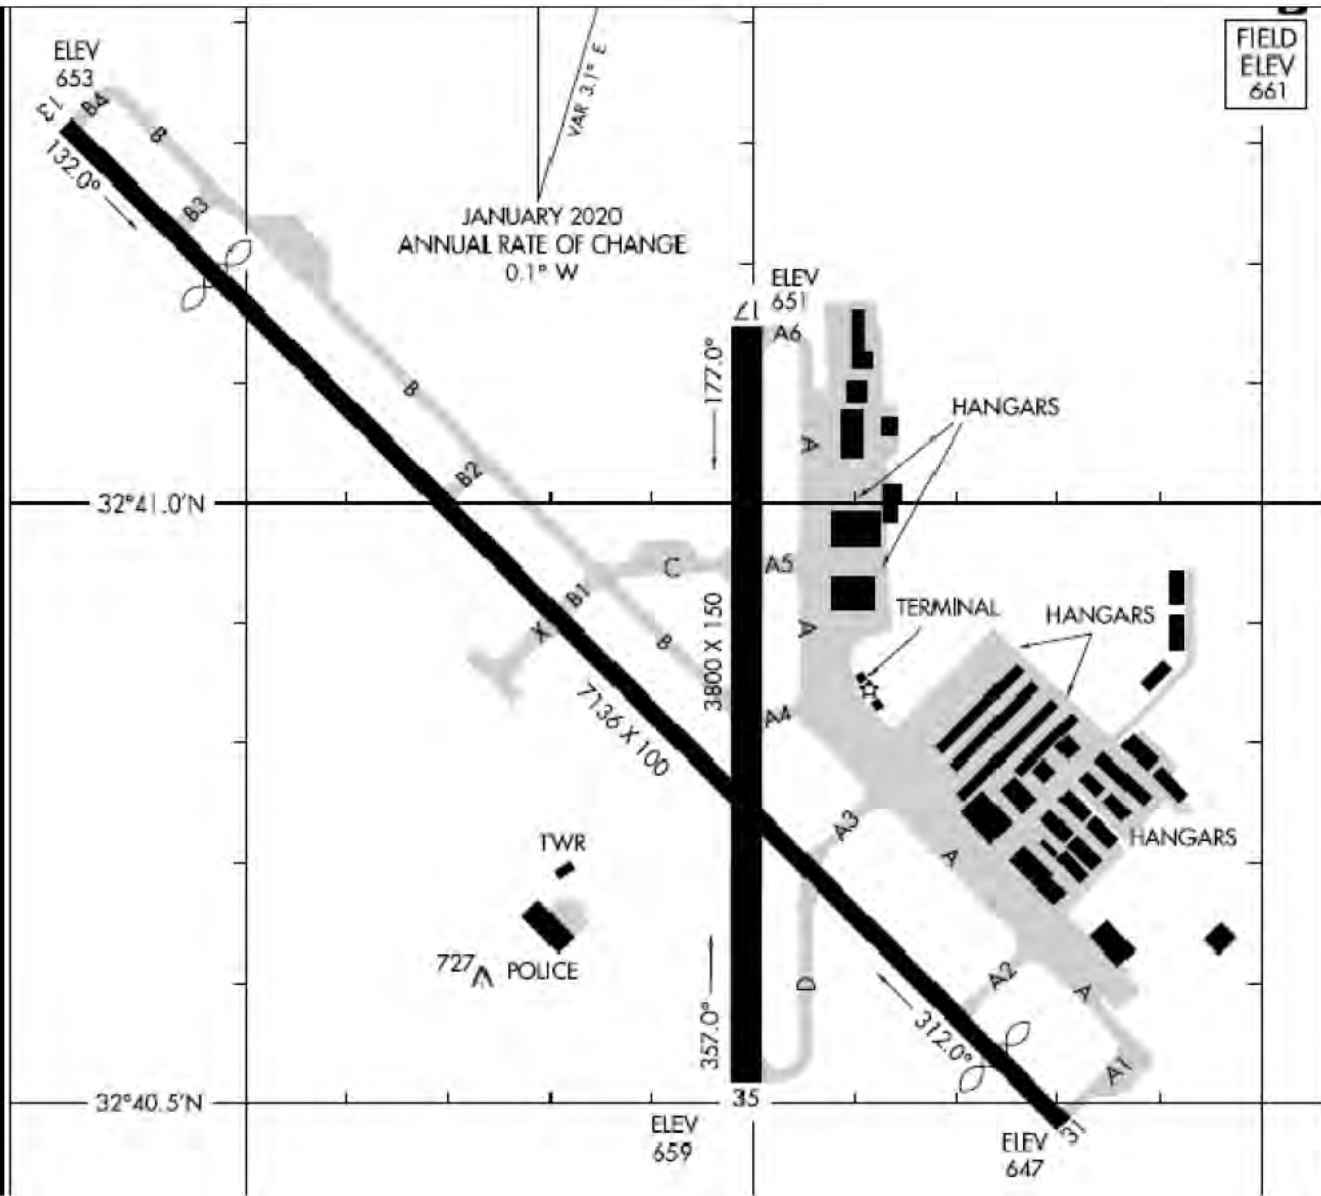 FIELD
ELEV
661
ELEV
653
13
B4
B
132.0°
B3
VAR 3.1° E
JANUARY 2020
ANNUAL RATE OF CHANGE
0.1° W
ELEV
651
17
A6
177.0°
B
HANGARS
A
B2
32°41.0'N
C
A5
B1
X
B
A
TERMINAL
HANGARS
3800 X 150
7136 X 100
A4
A3
A
HANGARS
TWR
727
POLICE
D
A2
A
357.0°
312.0°
A1
32°40.5'N
35
ELEV
659
31
ELEV
647